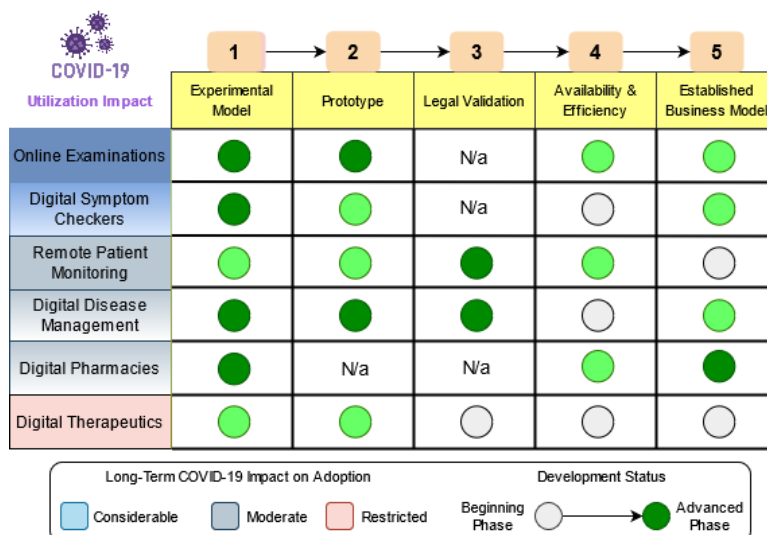 1 2 3 4 5
COVID-19
Utilization Impact
Experimental
Model
Prototype
Legal Validation
Availability &
Efficiency
Established
Business Model
Online Examinations
N/a
Digital Symptom
Checkers
N/a
Remote Patient
Monitoring
Digital Disease
Management
Digital Pharmacies
N/a
N/a
Digital Therapeutics
Long-Term COVID-19 Impact on Adoption
Considerable
Moderate
Restricted
Development Status
Beginning
Phase
Advanced
Phase